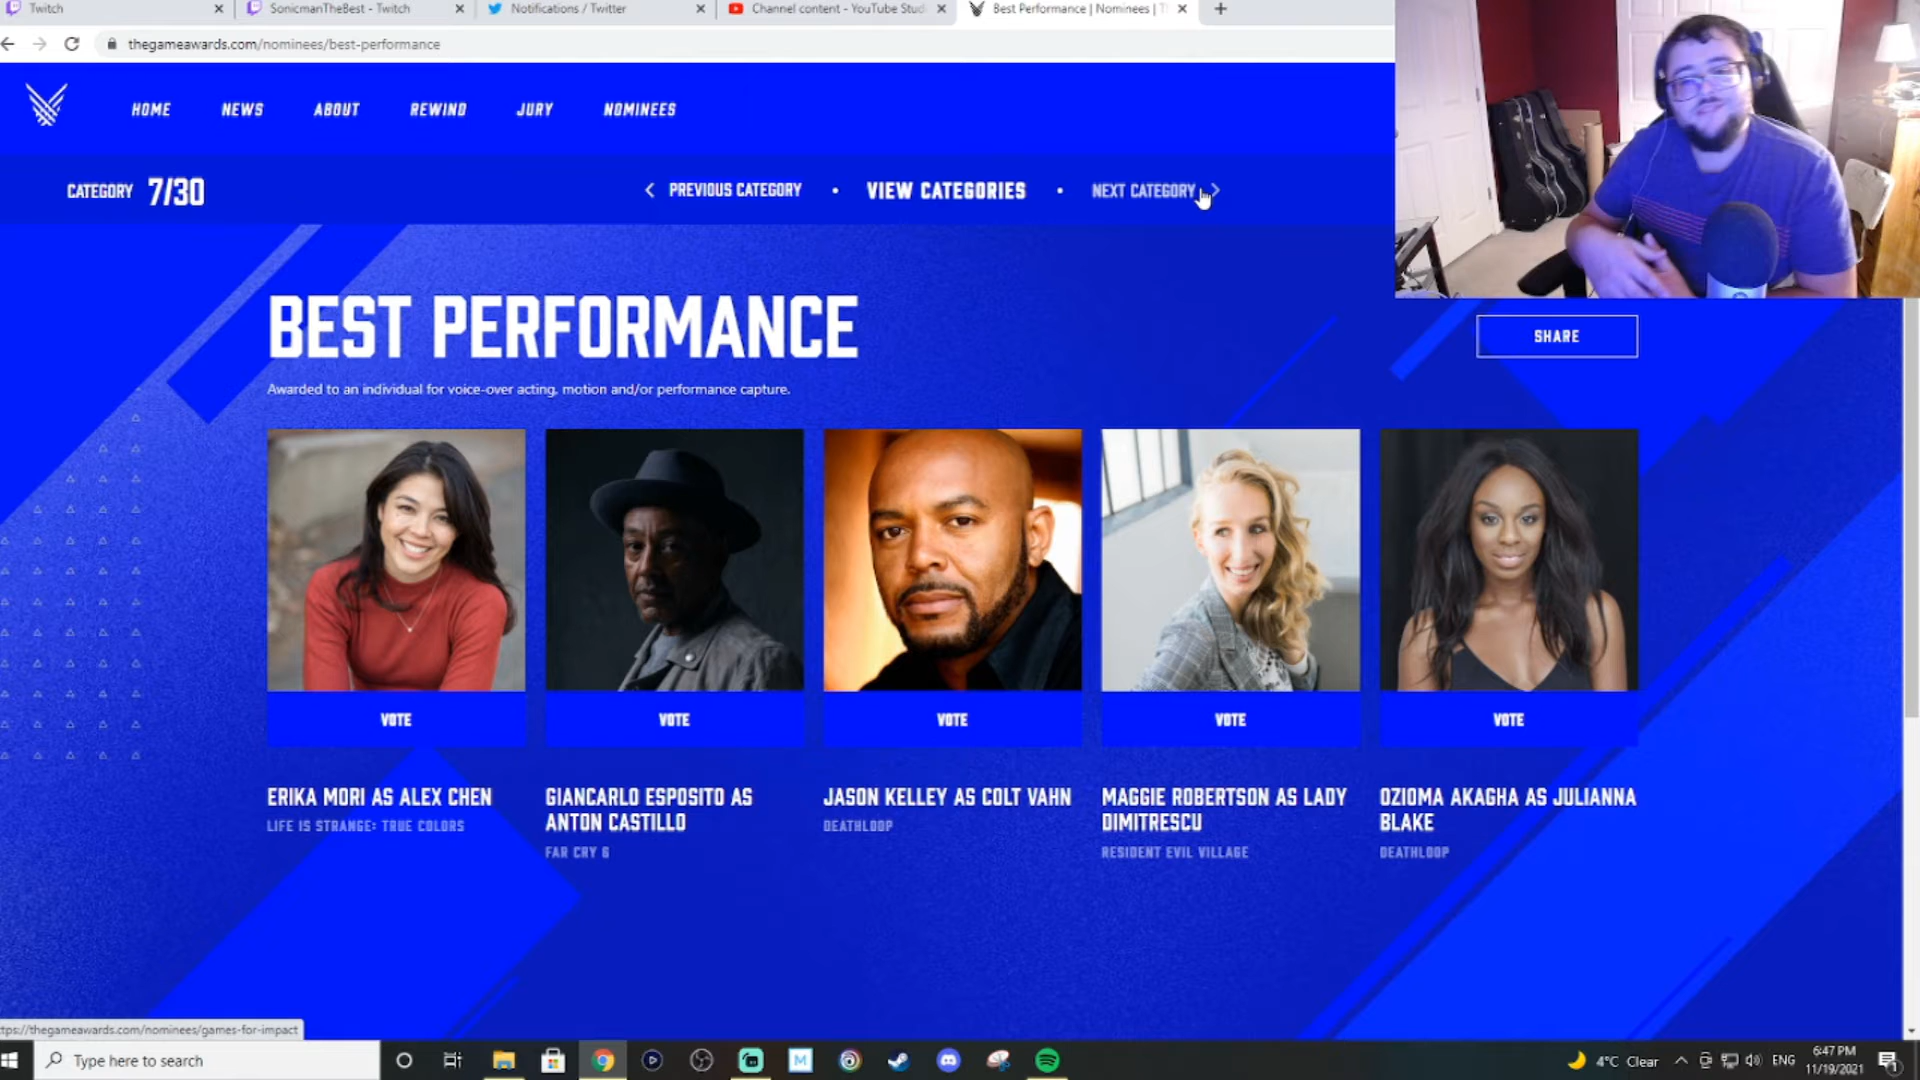 Twitch
SonicmanTheBest - Twitch
Notifications / Twitter
Channel content - YouTube Stud
Best Performance | Nominees | T
thegameawards.com/nominees/best-performance
HOME
NEWS
ABOUT
REWIND
JURY
NOMINEES
CATEGORY 7/30
PREVIOUS CATEGORY
VIEW CATEGORIES
NEXT CATEGORY
BEST PERFORMANCE
SHARE
Awarded to an individual for voice-over acting, motion and/or performance capture.
VOTE
VOTE
VOTE
VOTE
VOTE
ERIKA MORI AS ALEX CHEN
LIFE IS STRANGE: TRUE COLORS
GIANCARLO ESPOSITO AS
ANTON CASTILLO
FAR CRY 6
JASON KELLEY AS COLT VAHN
DEATHLOOP
MAGGIE ROBERTSON AS LADY
DIMITRESCU
RESIDENT EVIL VILLAGE
OZIOMA AKAGHA AS JULIANNA
BLAKE
DEATHLOOP
tps://thegameawards.com/nominees/games-for-impact
Type here to search
M
4°C Clear
ENG
6:47 PM
11/19/2021
1